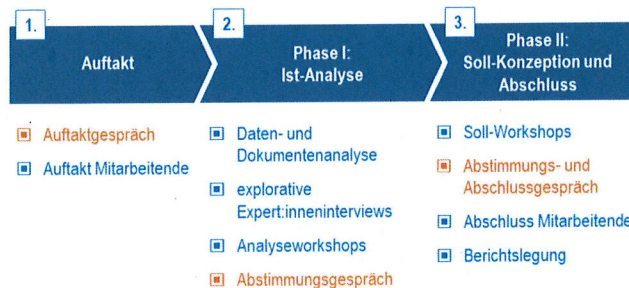 1.
Auftakt
Auftaktgespräch
Auftakt Mitarbeitende
2.
Phase I:
Ist-Analyse
Daten- und
Dokumentenanalyse
explorative
Expert:inneninterviews
Analyseworkshops
Abstimmungsgespräch
3.
Phase II:
Soll-Konzeption und
Abschluss
Soll-Workshops
Abstimmungs- und
Abschlussgespräch
Abschluss Mitarbeitende
Berichtslegung